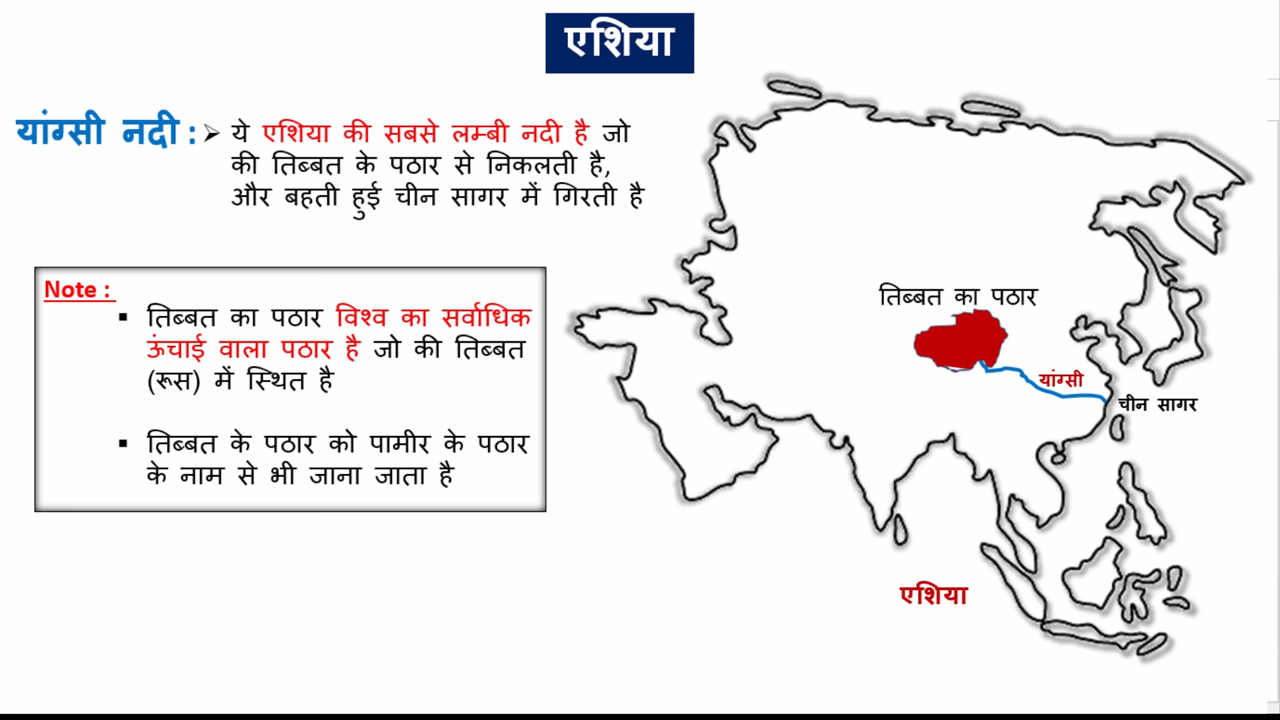 एशिया
यांग्सी नदी : ➢ ये एशिया की सबसे लम्बी नदी है जो
की तिब्बत के पठार से निकलती है,
और बहती हुई चीन सागर में गिरती है
Note :
▪ तिब्बत का पठार विश्व का सर्वाधिक
ऊंचाई वाला पठार है जो की तिब्बत
(रूस) में स्थित है
▪ तिब्बत के पठार को पामीर के पठार
के नाम से भी जाना जाता है
तिब्बत का पठार
यांग्सी
चीन सागर
एशिया